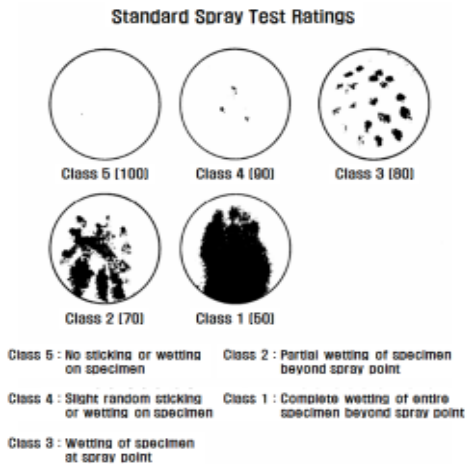 Standard Spray Test Ratings
Class 5 (100)
Class 4 (90)
Class 3 (80)
Class 2 (70)
Class 1 (50)
Class 5 : No sticking or wetting
on specimen
Class 2 : Partial wetting of specimen
beyond spray point
Class 4 : Slight random sticking
or wetting on specimen
Class 1 : Complete wetting of entire
specimen beyond spray point
Class 3 : Wetting of specimen
at spray point